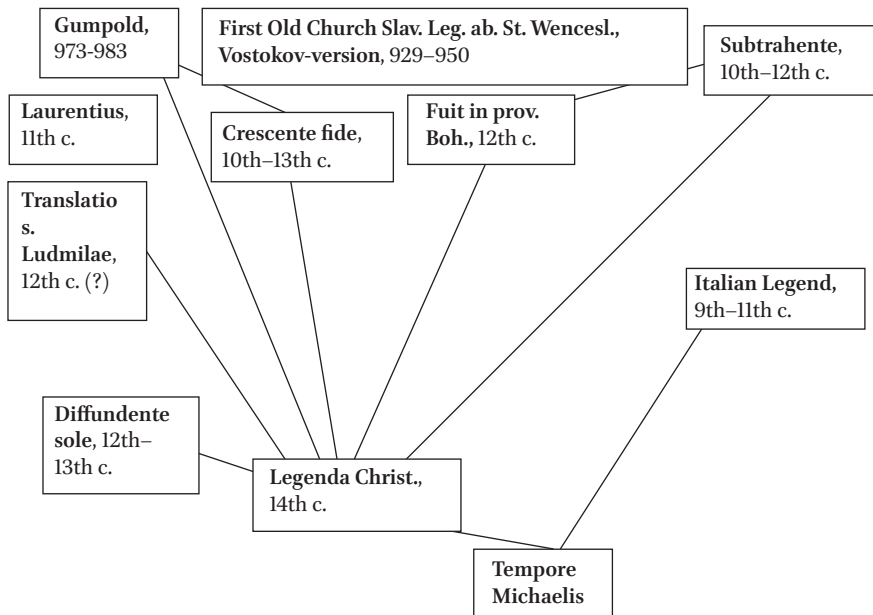 Gumpold,
973-983
First Old Church Slav. Leg. ab. St. Wencesl.,
Vostokov-version, 929–950
Subtrahente,
10th–12th c.
Laurentius,
11th c.
Crescente fide,
10th–13th c.
Fuit in prov.
Boh., 12th c.
Translatio
s.
Ludmilae,
12th c. (?)
Italian Legend,
9th–11th c.
Diffundente
sole, 12th–
13th c.
Legenda Christ.,
14th c.
Tempore
Michaelis